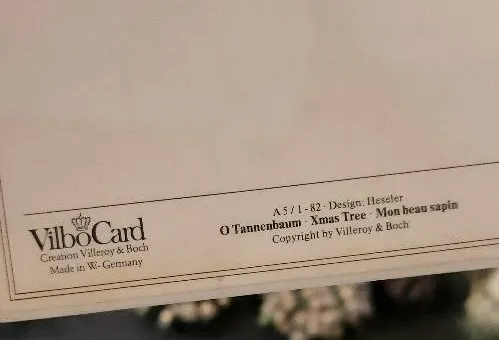 VilboCard
Creation Villeroy & Boch
Made in W.-Germany
A 5 / 1 - 82 · Design: Heseler
O Tannenbaum · Xmas Tree · Mon beau sapin
Copyright by Villeroy & Boch